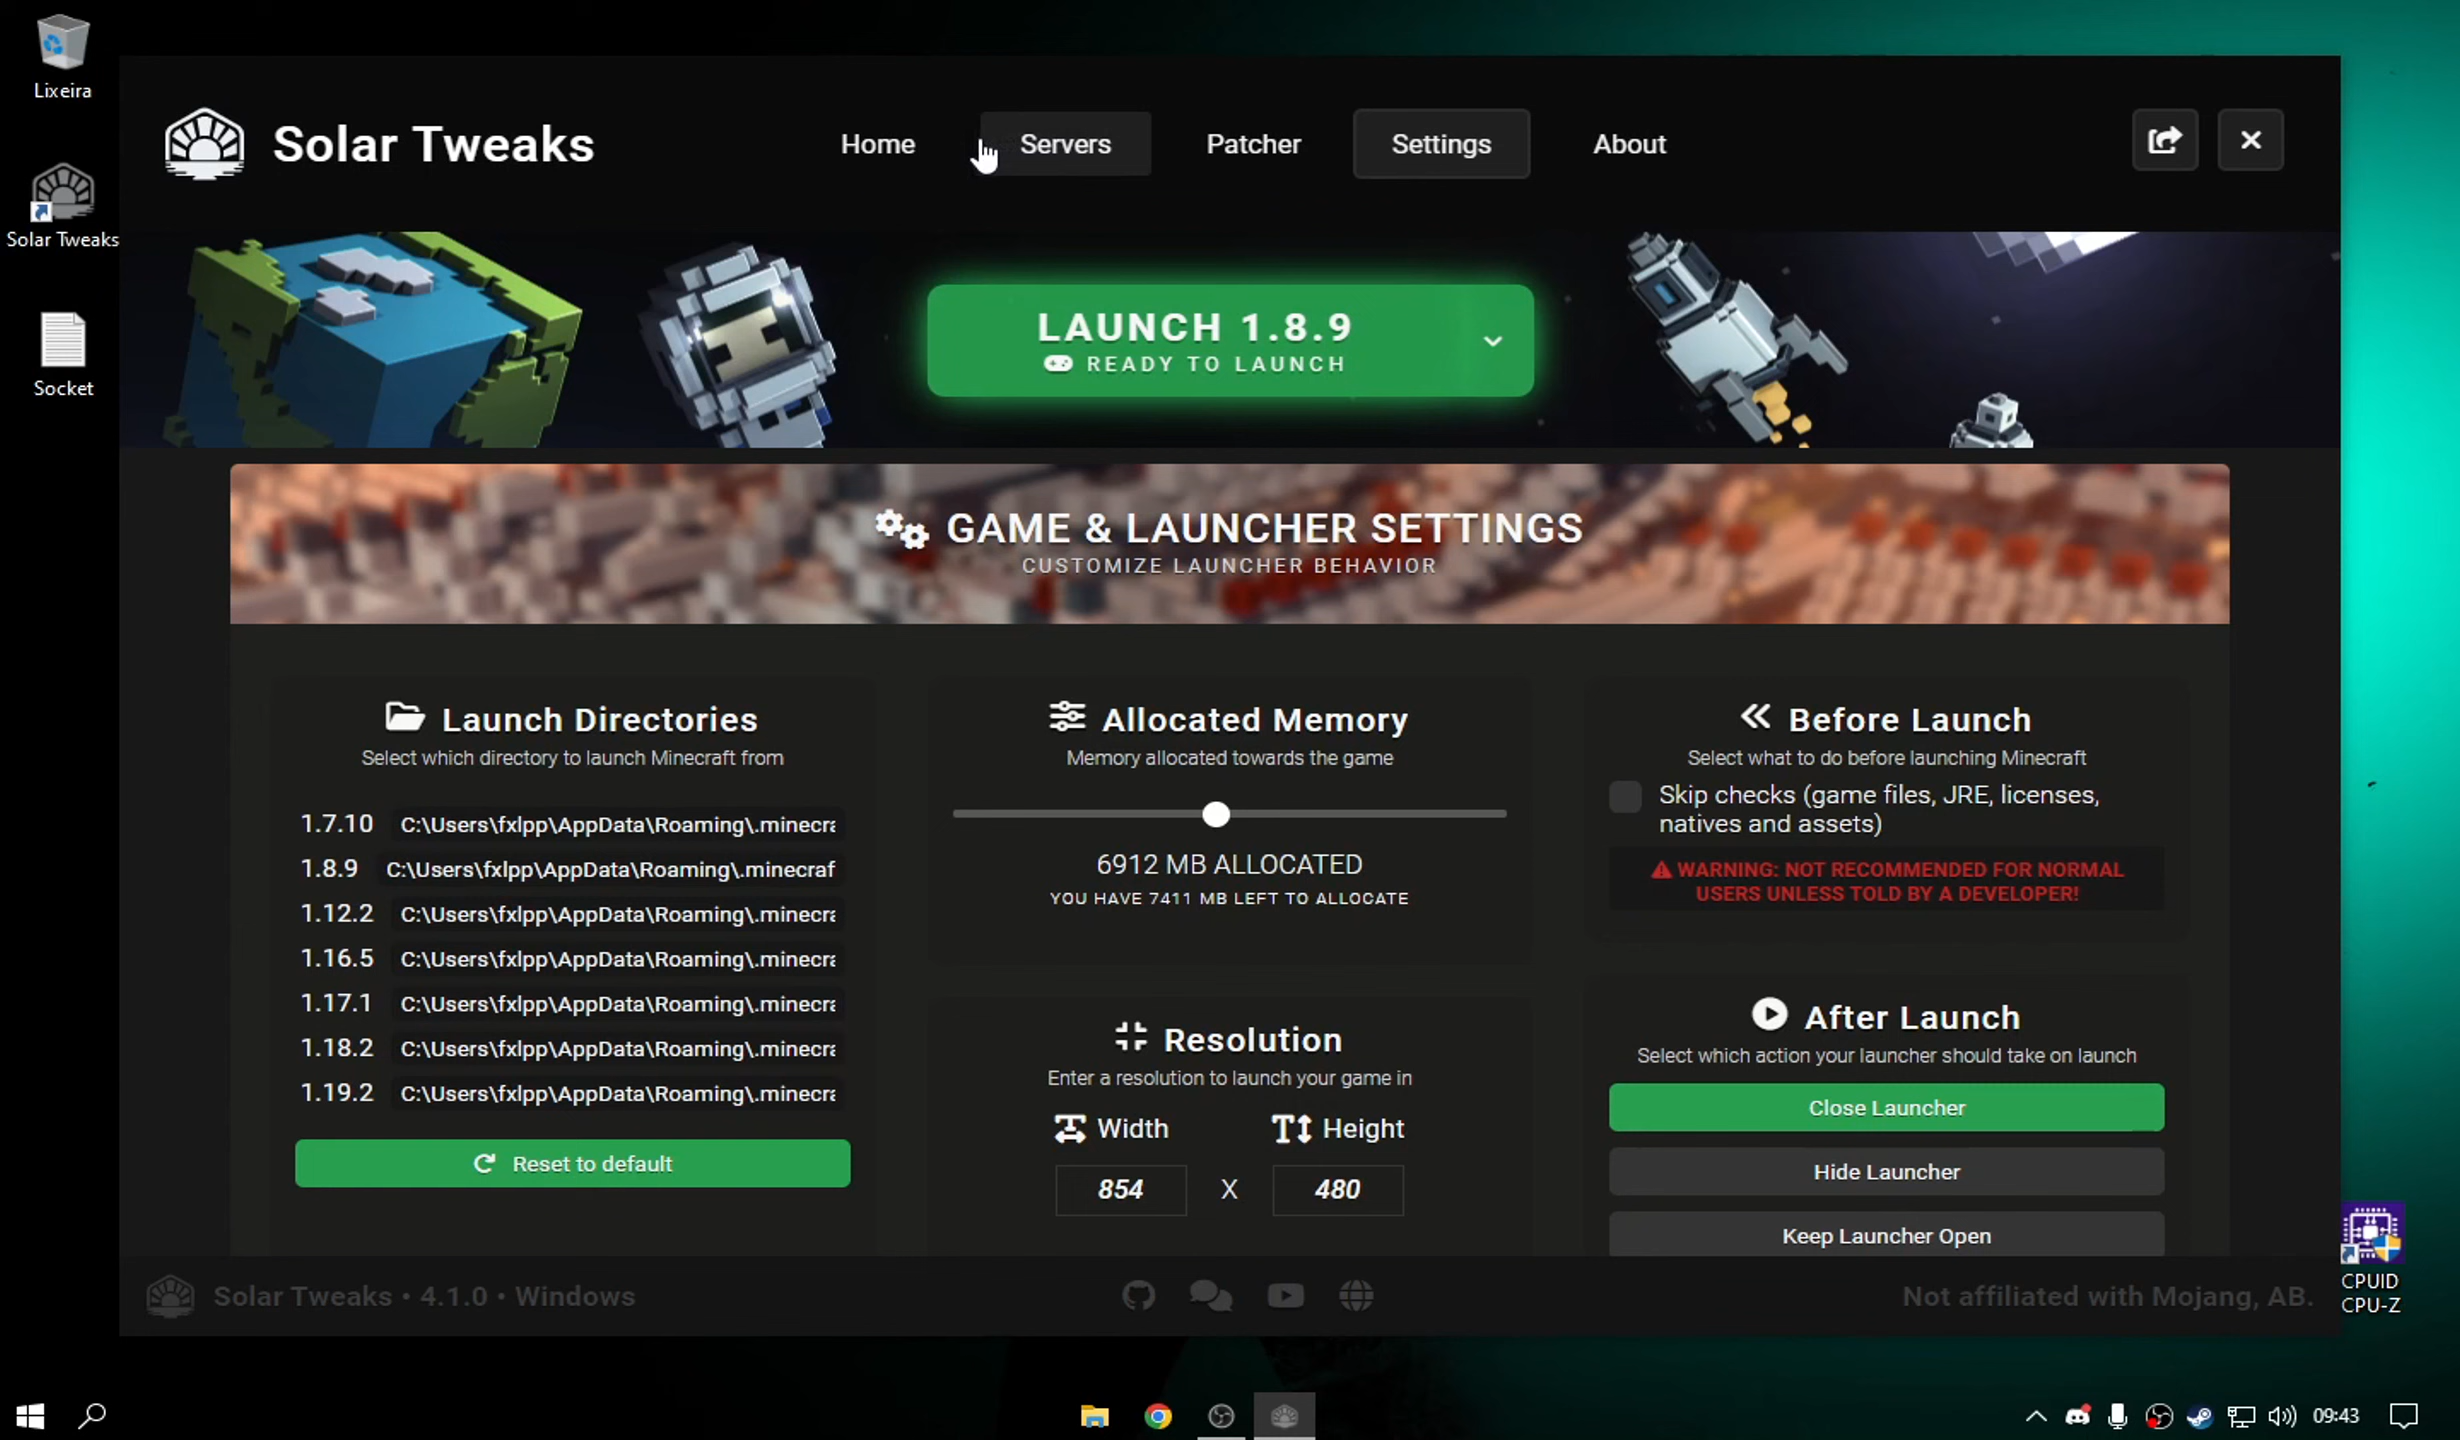 Lixeira
Solar Tweaks
Socket
Solar Tweaks
Home
Servers
Patcher
Settings
About
LAUNCH 1.8.9
READY TO LAUNCH
GAME & LAUNCHER SETTINGS
CUSTOMIZE LAUNCHER BEHAVIOR
Launch Directories
Select which directory to launch Minecraft from
1.7.10 C:\Users\fxlpp\AppData\Roaming\.minecra
1.8.9 C:\Users\fxlpp\AppData\Roaming\.minecraf
1.12.2 C:\Users\fxlpp\AppData\Roaming\.minecra
1.16.5 C:\Users\fxlpp\AppData\Roaming\.minecra
1.17.1 C:\Users\fxlpp\AppData\Roaming\.minecra
1.18.2 C:\Users\fxlpp\AppData\Roaming\.minecra
1.19.2 C:\Users\fxlpp\AppData\Roaming\.minecra
Reset to default
Allocated Memory
Memory allocated towards the game
6912 MB ALLOCATED
YOU HAVE 7411 MB LEFT TO ALLOCATE
Resolution
Enter a resolution to launch your game in
Width
Height
854 X 480
Before Launch
Select what to do before launching Minecraft
Skip checks (game files, JRE, licenses,
natives and assets)
WARNING: NOT RECOMMENDED FOR NORMAL
USERS UNLESS TOLD BY A DEVELOPER!
After Launch
Select which action your launcher should take on launch
Close Launcher
Hide Launcher
Keep Launcher Open
Solar Tweaks • 4.1.0 • Windows
Not affiliated with Mojang, AB.
CPUID
CPU-Z
09:43